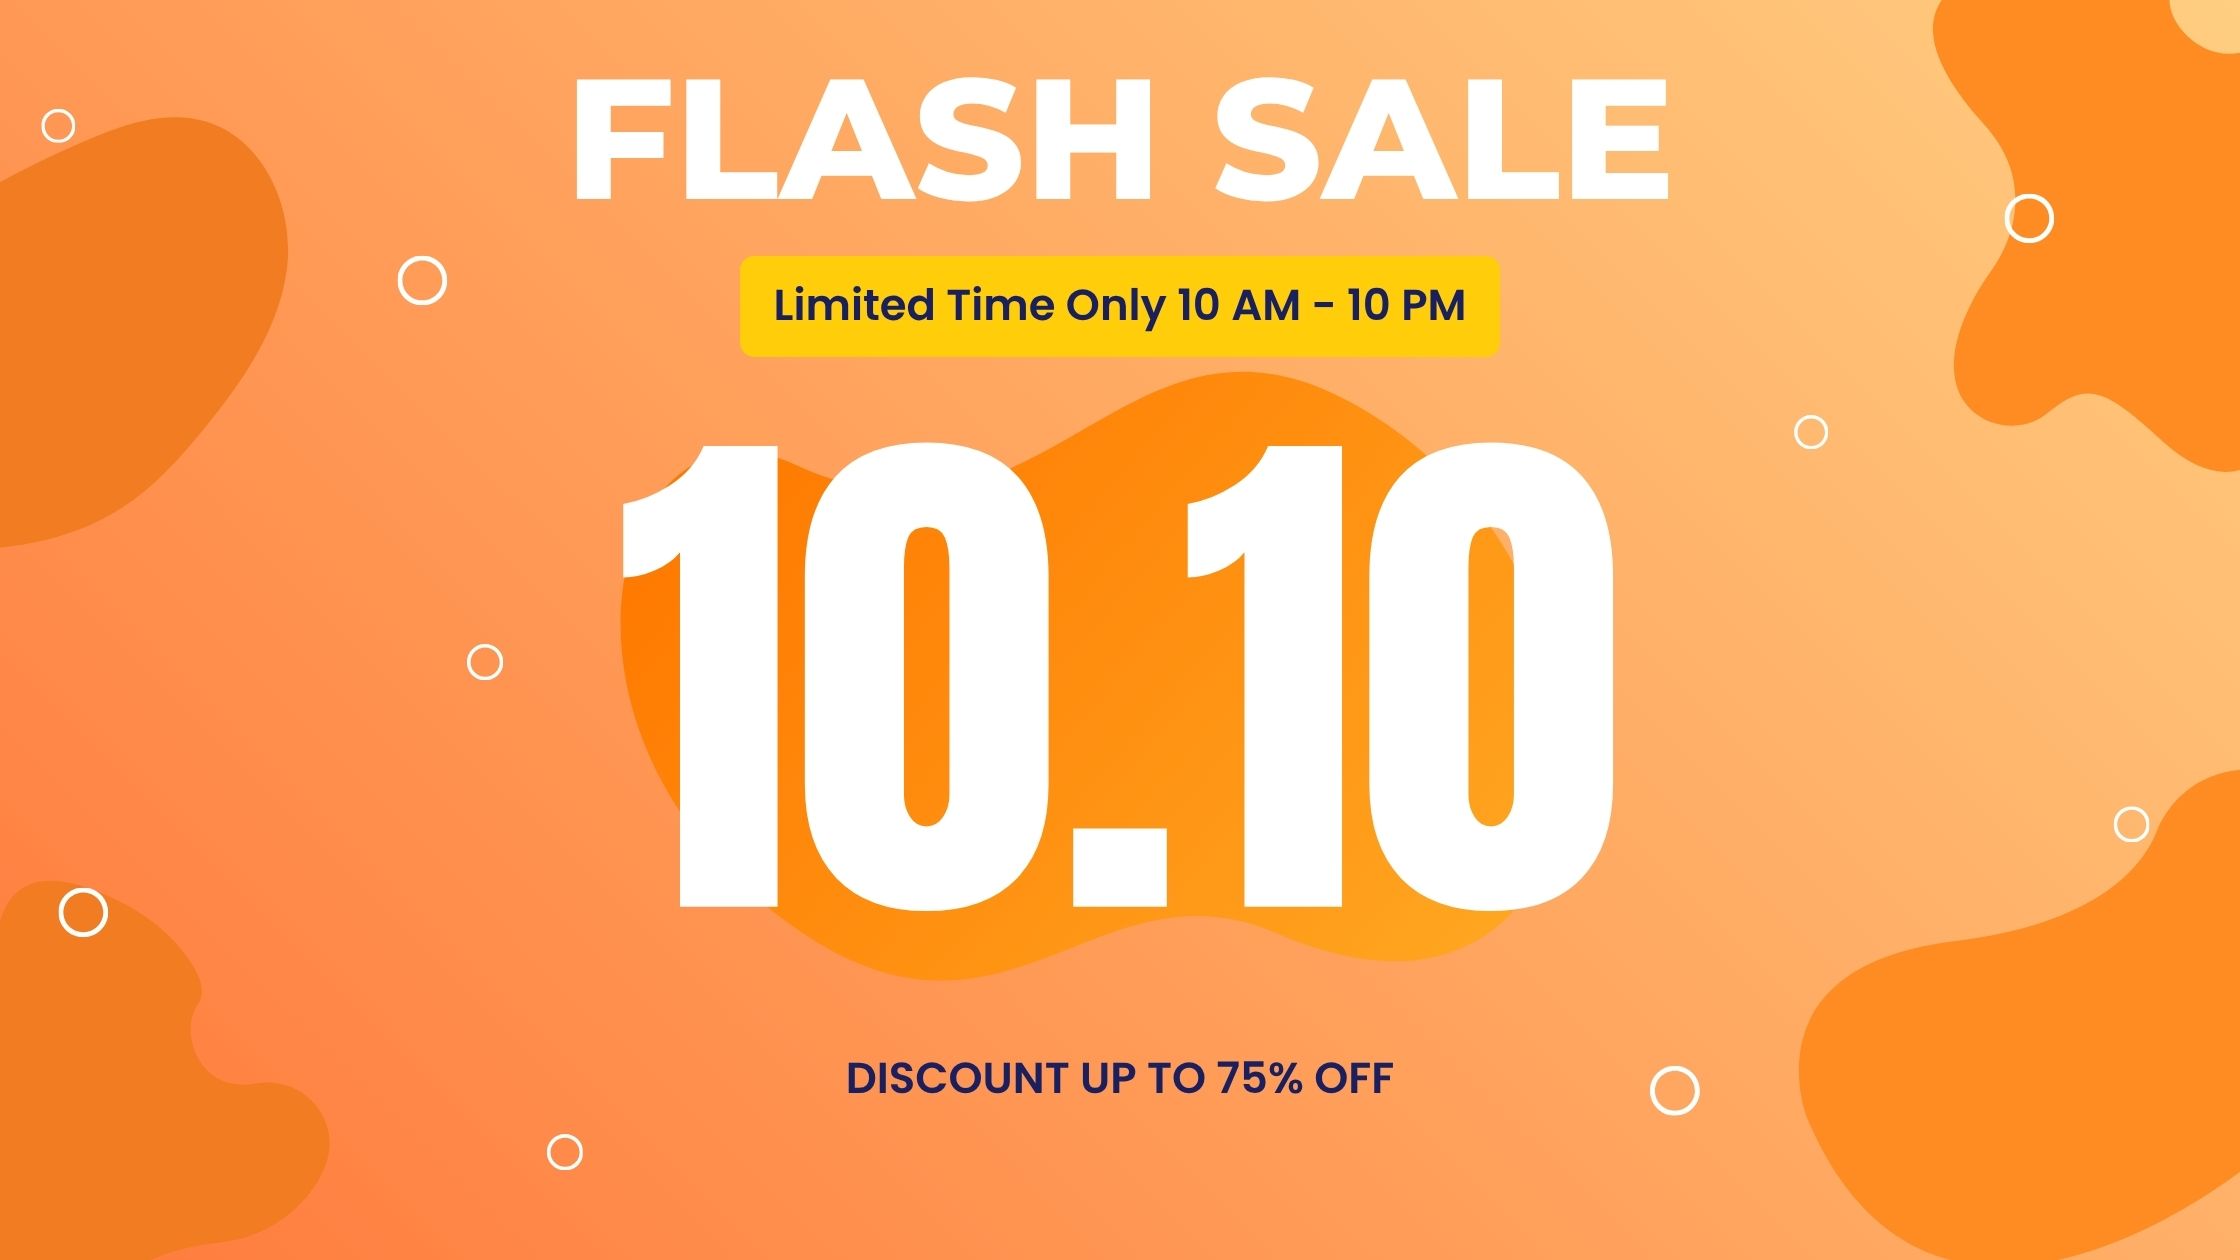 FLASH SALE
Limited Time Only 10 AM - 10 PM
10.10
DISCOUNT UP TO 75% OFF